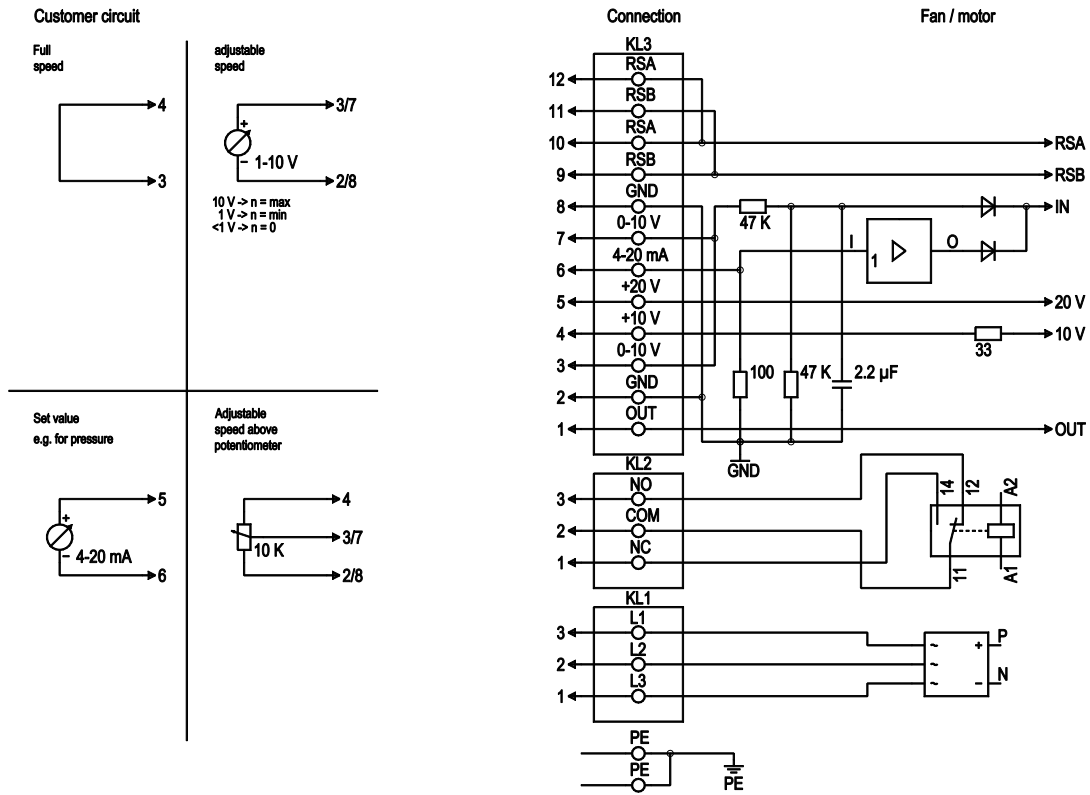 Customer circuit
Connection
Fan / motor
Full
speed
4
3
adjustable
speed
3/7
+
1-10 V
−
2/8
10 V -> n = max
1 V -> n = min
<1 V -> n = 0
Set value
e.g. for pressure
5
+
4-20 mA
−
6
Adjustable
speed above
potentiometer
4
3/7
10 K
2/8
KL3
12 RSA
11 RSB
10 RSA RSA
9 RSB RSB
8 GND IN
47 K
7 0-10 V
I 1 O
6 4-20 mA
5 +20 V 20 V
4 +10 V 10 V
33
3 0-10 V
100 47 K 2.2 µF
2 GND
1 OUT OUT
GND
KL2
3 NO
2 COM
1 NC
14 12 A2
11 A1
KL1
3 L1
2 L2
1 L3
~ + P
~
~ − N
PE
PE
PE